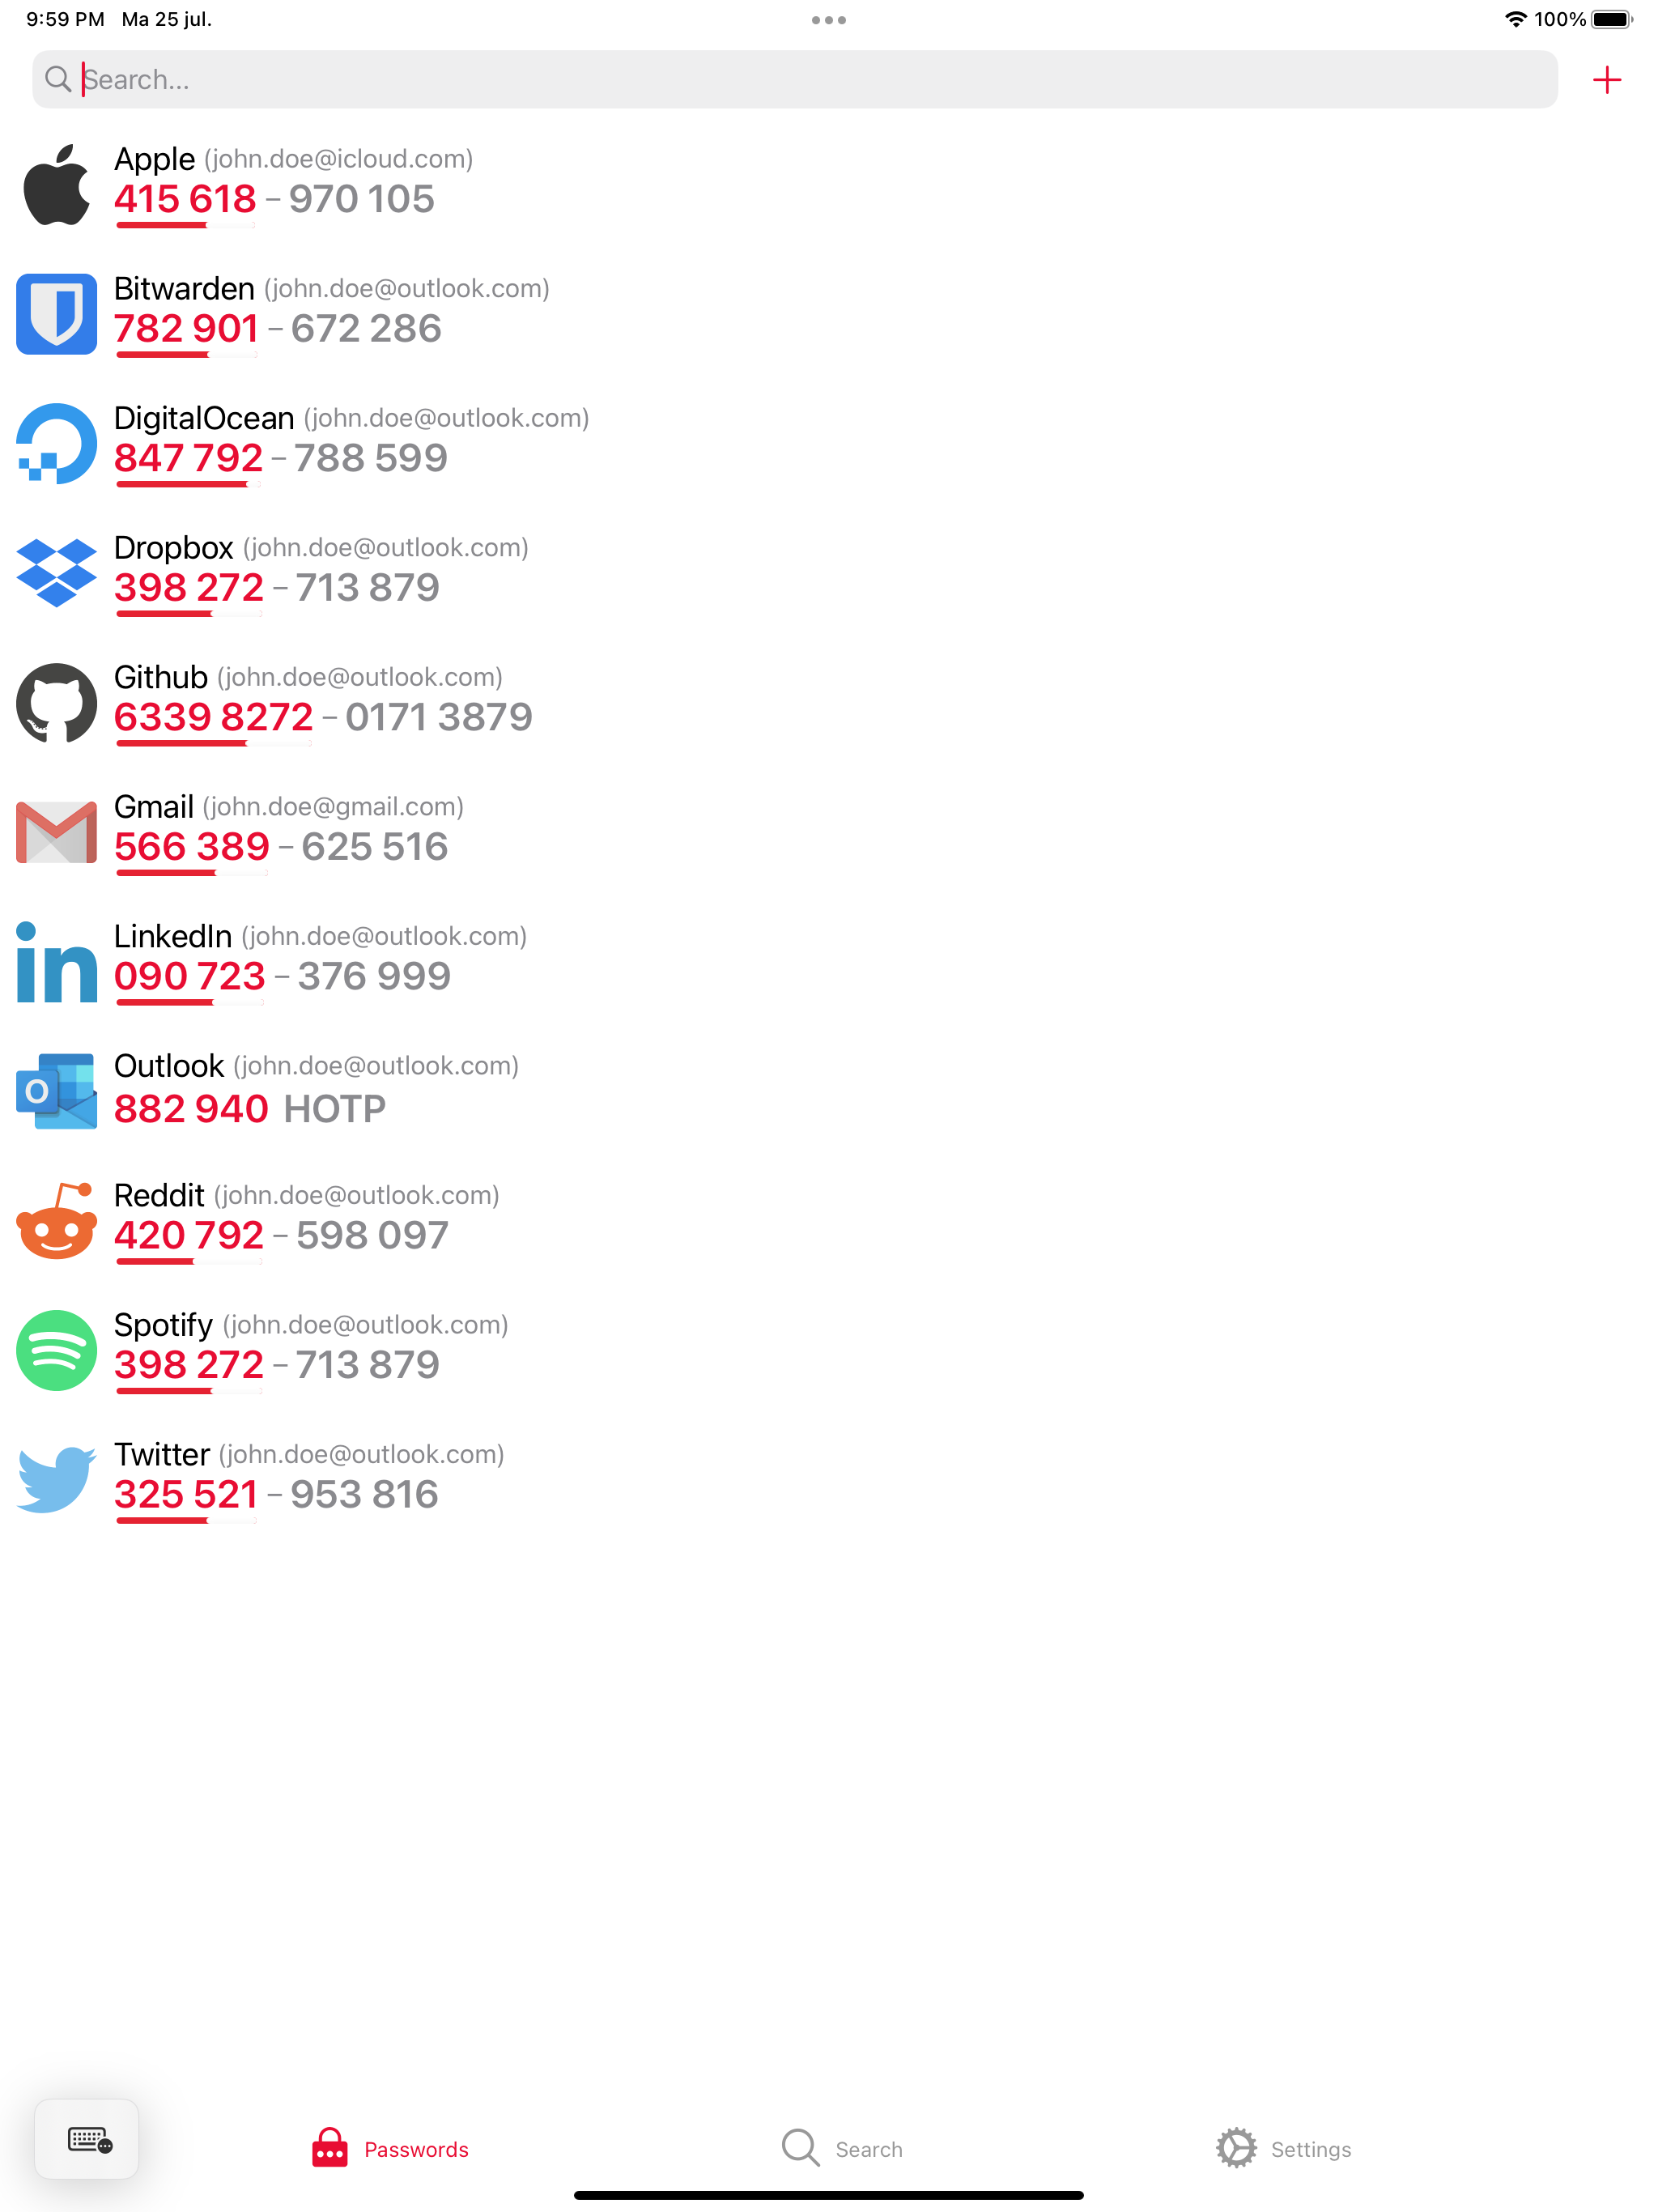 9:59 PM Ma 25 jul.
100%
Search...
Apple (john.doe@icloud.com)
415 618 – 970 105
Bitwarden (john.doe@outlook.com)
782 901 – 672 286
DigitalOcean (john.doe@outlook.com)
847 792 – 788 599
Dropbox (john.doe@outlook.com)
398 272 – 713 879
Github (john.doe@outlook.com)
6339 8272 – 0171 3879
Gmail (john.doe@gmail.com)
566 389 – 625 516
in
LinkedIn (john.doe@outlook.com)
090 723 – 376 999
O
Outlook (john.doe@outlook.com)
882 940 HOTP
Reddit (john.doe@outlook.com)
420 792 – 598 097
Spotify (john.doe@outlook.com)
398 272 – 713 879
Twitter (john.doe@outlook.com)
325 521 – 953 816
Passwords
Search
Settings